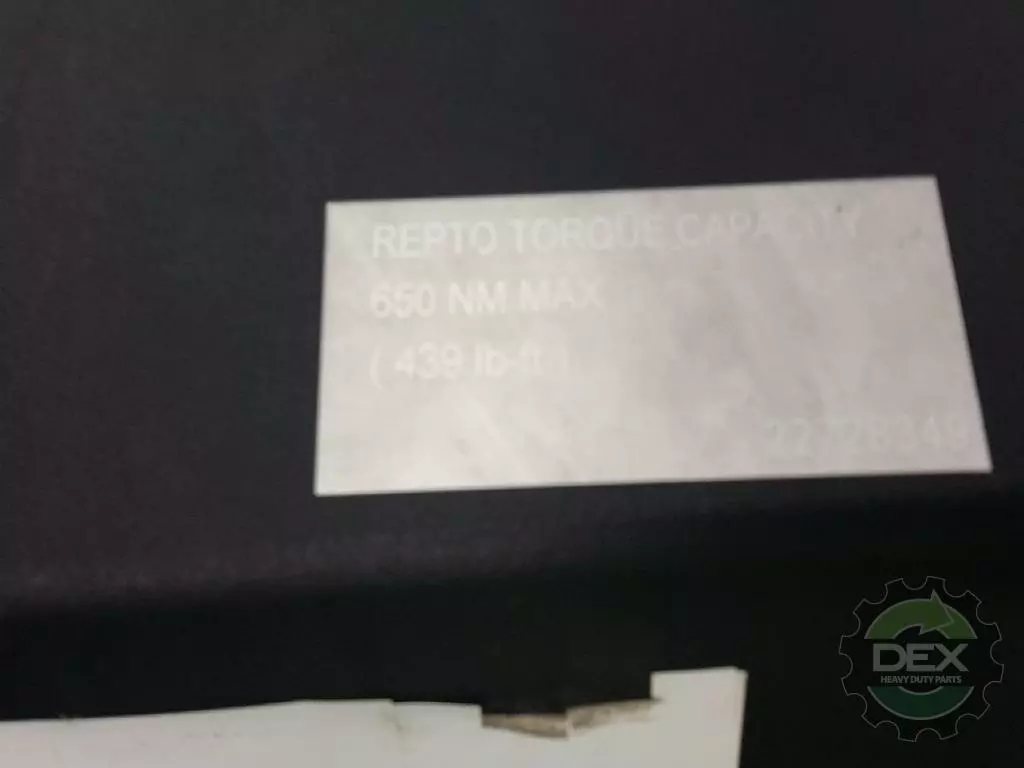 REPTO TORQUE CAPACITY
650 NM MAX
( 439 lb-ft )
DEX
HEAVY DUTY PARTS